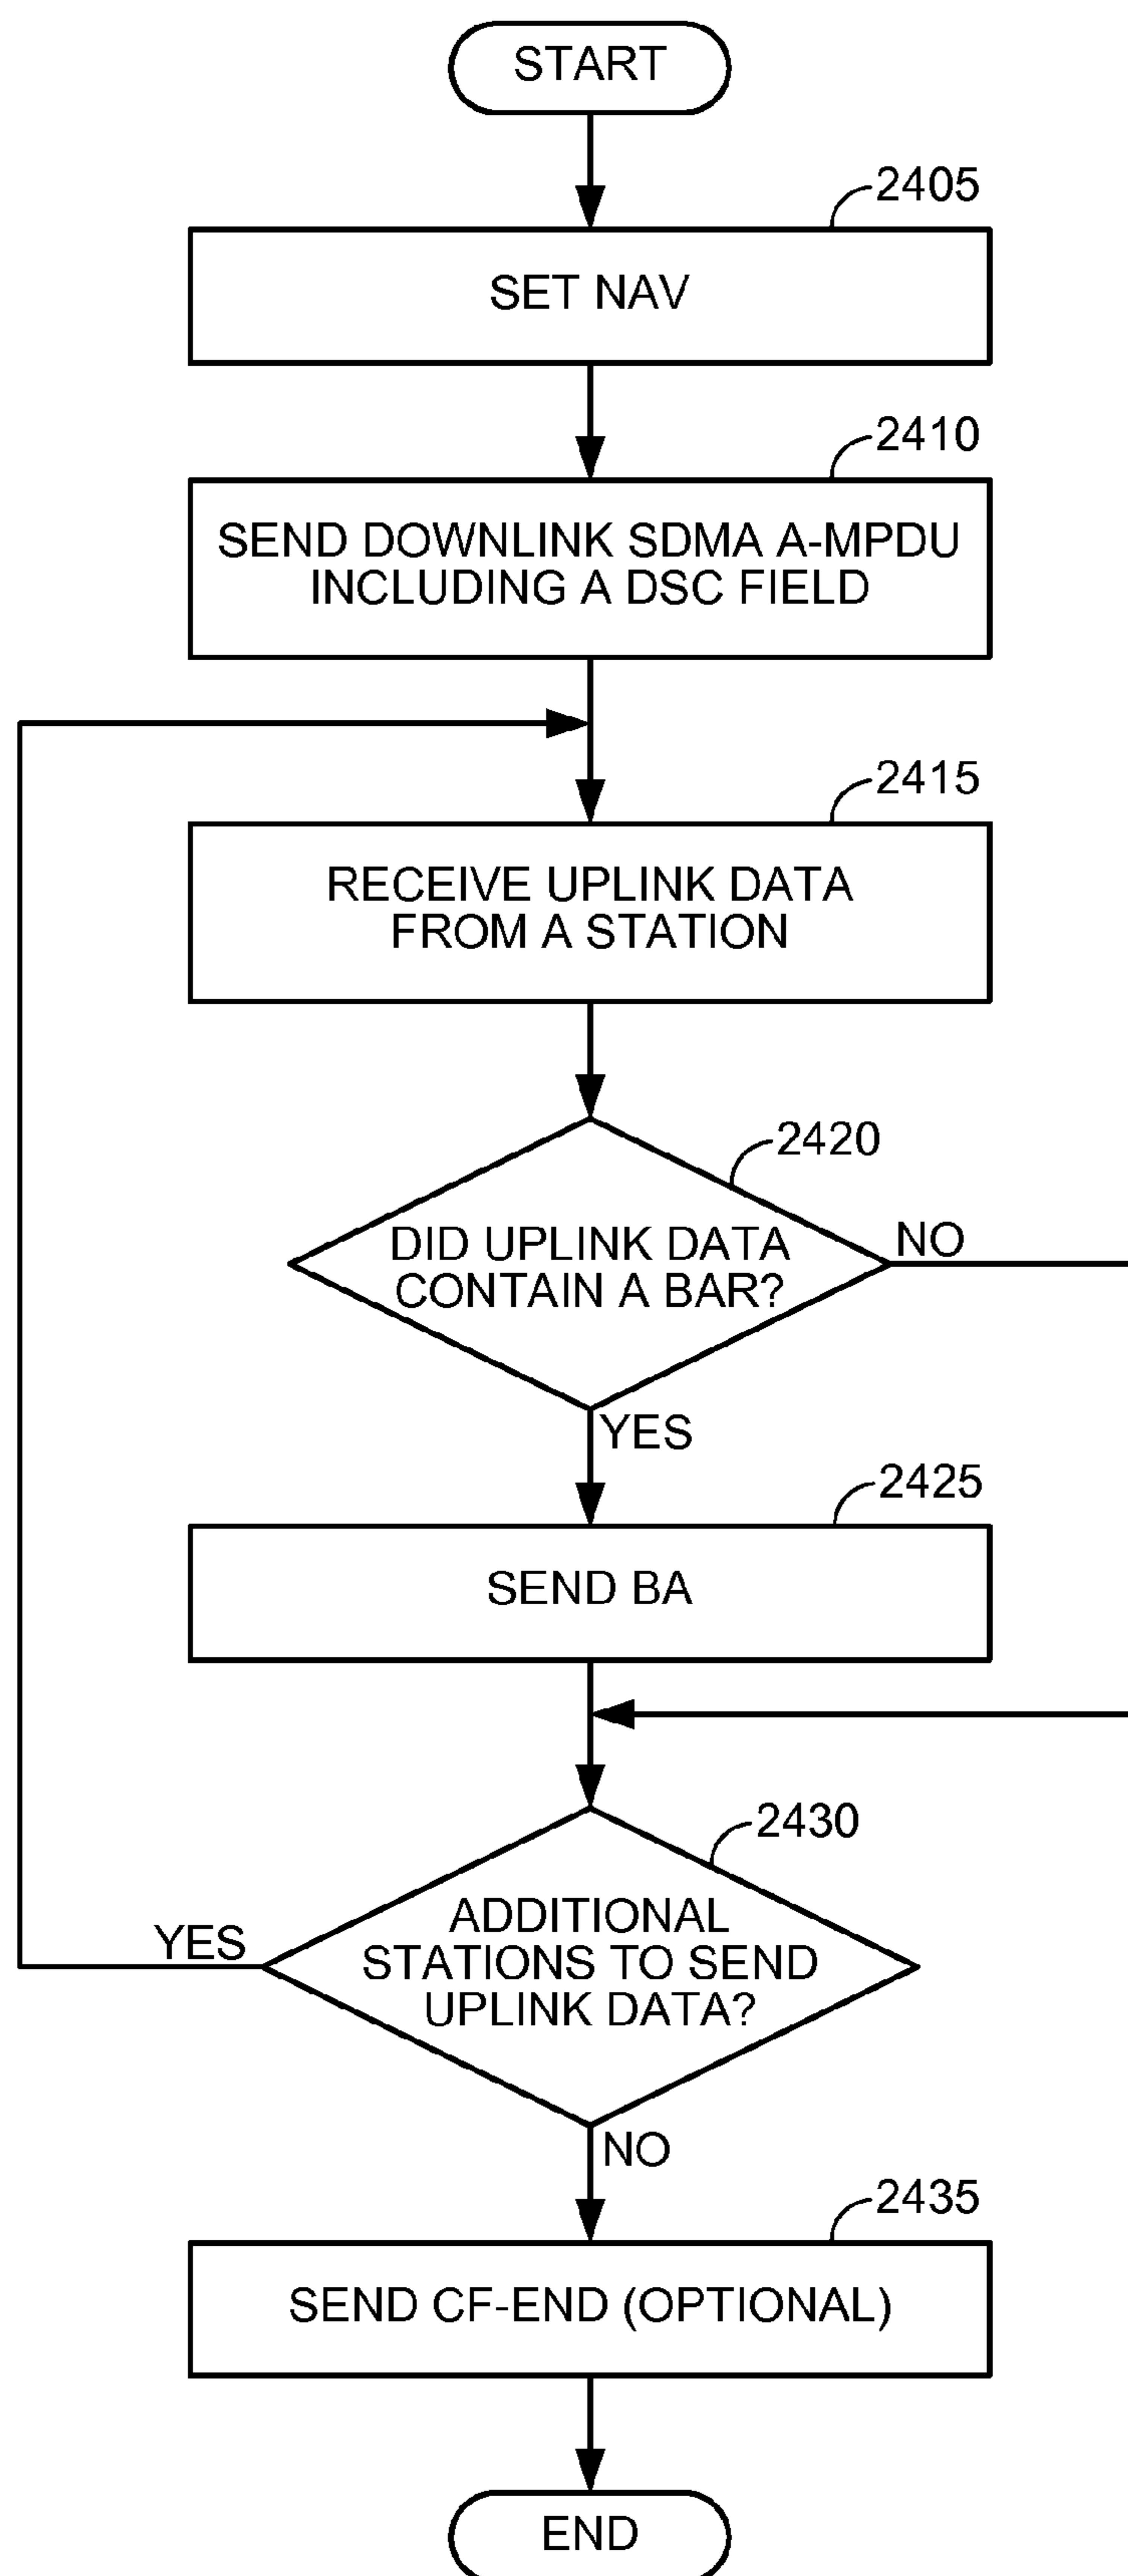 START
2405
SET NAV
2410
SEND DOWNLINK SDMA A-MPDU
INCLUDING A DSC FIELD
2415
RECEIVE UPLINK DATA
FROM A STATION
2420
DID UPLINK DATA
CONTAIN A BAR?
NO
YES
2425
SEND BA
2430
ADDITIONAL
STATIONS TO SEND
UPLINK DATA?
YES
NO
2435
SEND CF-END (OPTIONAL)
END